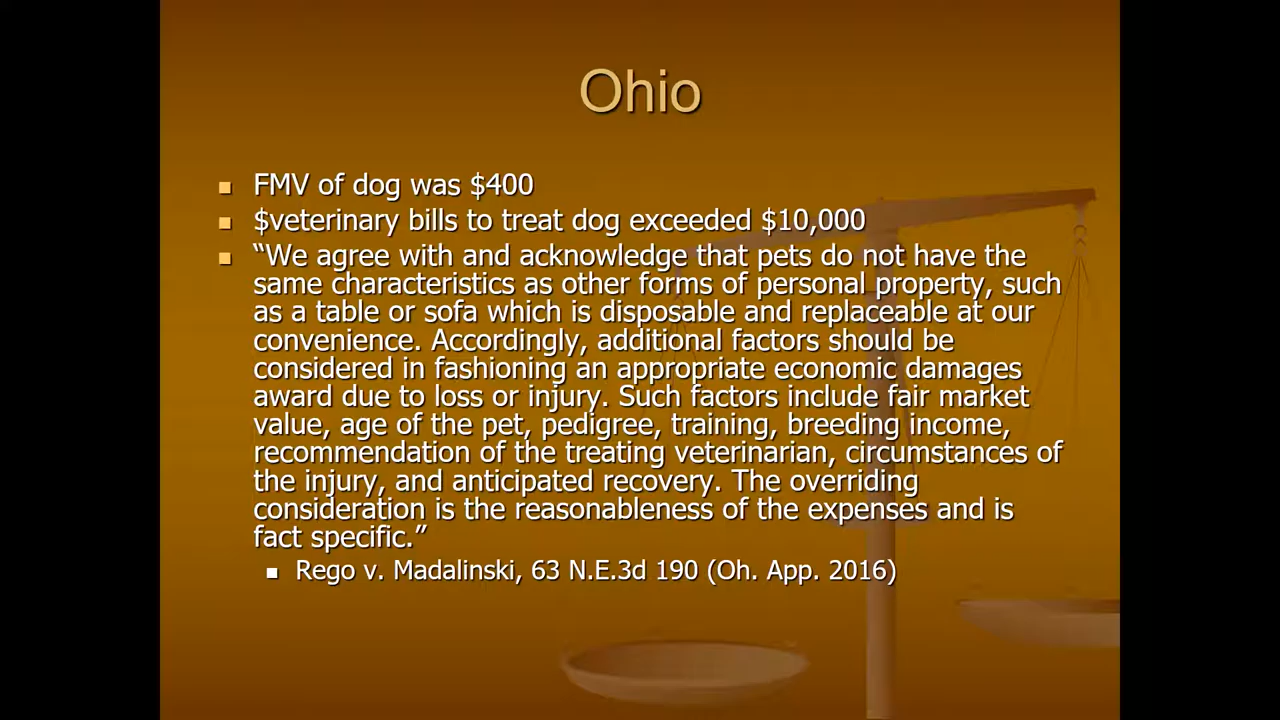 Ohio
FMV of dog was $400
$veterinary bills to treat dog exceeded $10,000
“We agree with and acknowledge that pets do not have the
same characteristics as other forms of personal property, such
as a table or sofa which is disposable and replaceable at our
convenience. Accordingly, additional factors should be
considered in fashioning an appropriate economic damages
award due to loss or injury. Such factors include fair market
value, age of the pet, pedigree, training, breeding income,
recommendation of the treating veterinarian, circumstances of
the injury, and anticipated recovery. The overriding
consideration is the reasonableness of the expenses and is
fact specific.”
Rego v. Madalinski, 63 N.E.3d 190 (Oh. App. 2016)